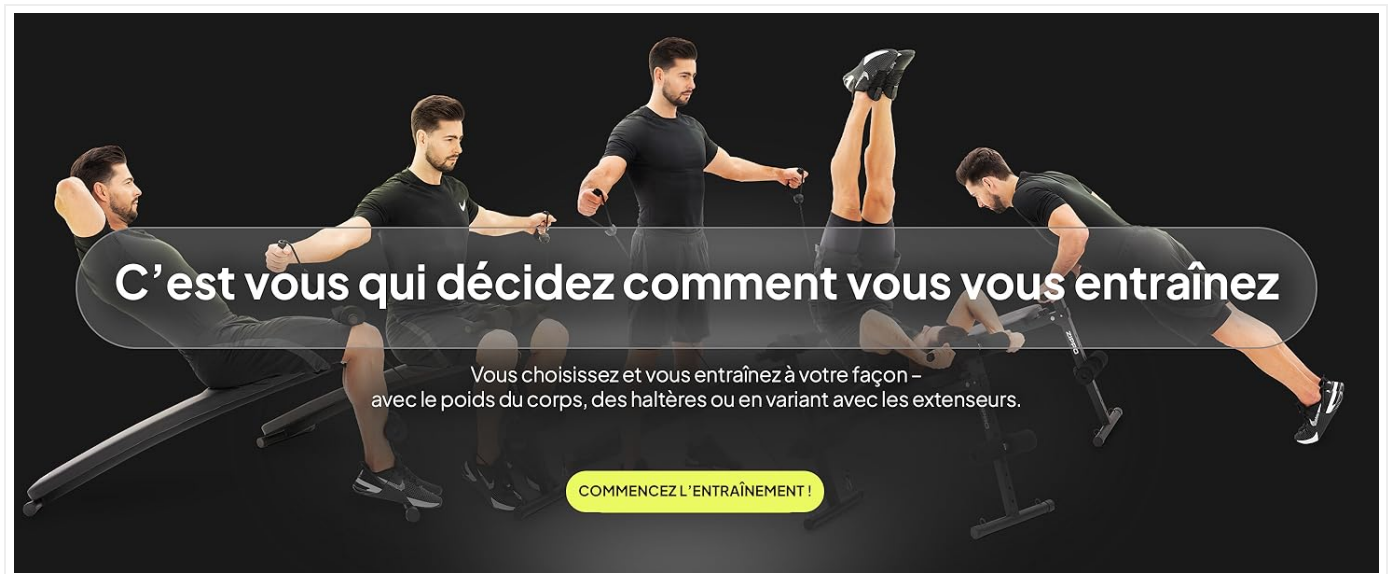 C’est vous qui décidez comment vous vous entraînez
Vous choisissez et vous entraînez à votre façon –
avec le poids du corps, des haltères ou en variant avec les extenseurs.
COMMENCEZ L’ENTRAÎNEMENT !